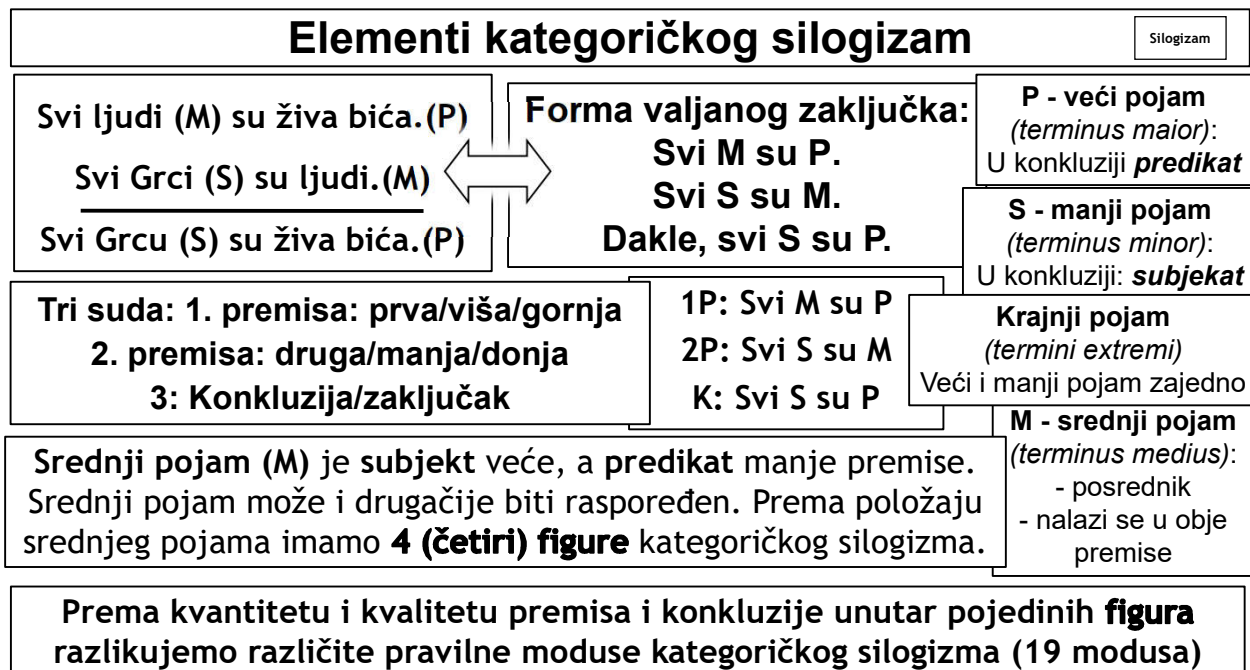 Elementi kategoričkog silogizam
Silogizam
Svi ljudi (M) su živa bića.(P)
Svi Grci (S) su ljudi.(M)
Svi Grcu (S) su živa bića.(P)
Forma valjanog zaključka:
Svi M su P.
Svi S su M.
Dakle, svi S su P.
P - veći pojam
(terminus maior):
U konkluziji predikat
S - manji pojam
(terminus minor):
U konkluziji: subjekat
Tri suda: 1. premisa: prva/viša/gornja
2. premisa: druga/manja/donja
3: Konkluzija/zaključak
1P: Svi M su P
2P: Svi S su M
K: Svi S su P
Krajnji pojam
(termini extremi)
Veći i manji pojam zajedno
M - srednji pojam
(terminus medius):
- posrednik
- nalazi se u obje
premise
Srednji pojam (M) je subjekt veće, a predikat manje premise.
Srednji pojam može i drugačije biti raspoređen. Prema položaju
srednjeg pojama imamo 4 (četiri) figure kategoričkog silogizma.
Prema kvantitetu i kvalitetu premisa i konkluzije unutar pojedinih figura
razlikujemo različite pravilne moduse kategoričkog silogizma (19 modusa)